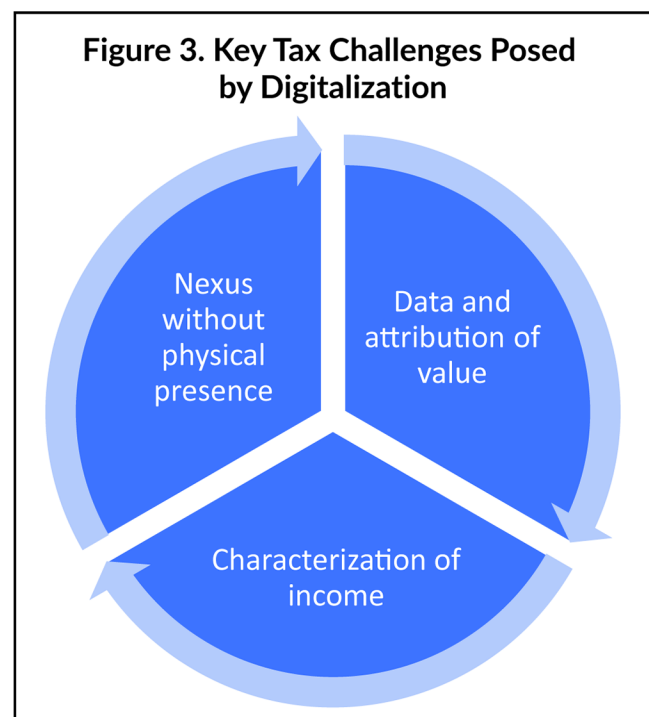 Figure 3. Key Tax Challenges Posed
by Digitalization
Nexus
without
physical
presence
Data and
attribution of
value
Characterization of
income